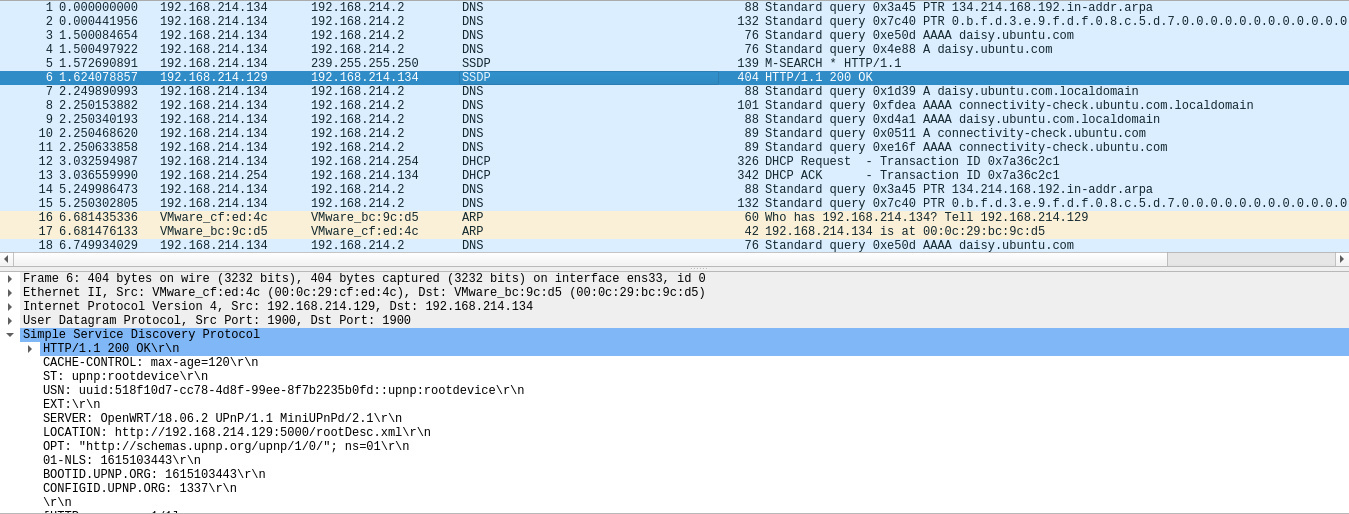 1 0.000000000 192.168.214.134 192.168.214.2 DNS 88 Standard query 0x3a45 PTR 134.214.168.192.in-addr.arpa
2 0.000441956 192.168.214.134 192.168.214.2 DNS 132 Standard query 0x7c40 PTR 0.b.f.d.3.e.9.f.d.f.0.8.c.5.d.7.0.0.0.0.0.0.0.0.0.0.0.0
3 1.500084654 192.168.214.134 192.168.214.2 DNS 76 Standard query 0xe50d AAAA daisy.ubuntu.com
4 1.500497922 192.168.214.134 192.168.214.2 DNS 76 Standard query 0x4e88 A daisy.ubuntu.com
5 1.572690891 192.168.214.134 239.255.255.250 SSDP 139 M-SEARCH * HTTP/1.1
6 1.624078857 192.168.214.129 192.168.214.134 SSDP 404 HTTP/1.1 200 OK
7 2.249890993 192.168.214.134 192.168.214.2 DNS 88 Standard query 0x1d39 A daisy.ubuntu.com.localdomain
8 2.250153882 192.168.214.134 192.168.214.2 DNS 101 Standard query 0xfdea AAAA connectivity-check.ubuntu.com.localdomain
9 2.250340193 192.168.214.134 192.168.214.2 DNS 88 Standard query 0xd4a1 AAAA daisy.ubuntu.com.localdomain
10 2.250468620 192.168.214.134 192.168.214.2 DNS 89 Standard query 0x0511 A connectivity-check.ubuntu.com
11 2.250633858 192.168.214.134 192.168.214.2 DNS 89 Standard query 0xe16f AAAA connectivity-check.ubuntu.com
12 3.032594987 192.168.214.134 192.168.214.254 DHCP 326 DHCP Request - Transaction ID 0x7a36c2c1
13 3.036559990 192.168.214.254 192.168.214.134 DHCP 342 DHCP ACK - Transaction ID 0x7a36c2c1
14 5.249986473 192.168.214.134 192.168.214.2 DNS 88 Standard query 0x3a45 PTR 134.214.168.192.in-addr.arpa
15 5.250302805 192.168.214.134 192.168.214.2 DNS 132 Standard query 0x7c40 PTR 0.b.f.d.3.e.9.f.d.f.0.8.c.5.d.7.0.0.0.0.0.0.0.0.0.0.0.0
16 6.681435336 VMware_cf:ed:4c VMware_bc:9c:d5 ARP 60 Who has 192.168.214.134? Tell 192.168.214.129
17 6.681476133 VMware_bc:9c:d5 VMware_cf:ed:4c ARP 42 192.168.214.134 is at 00:0c:29:bc:9c:d5
18 6.749934029 192.168.214.134 192.168.214.2 DNS 76 Standard query 0xe50d AAAA daisy.ubuntu.com
Frame 6: 404 bytes on wire (3232 bits), 404 bytes captured (3232 bits) on interface ens33, id 0
Ethernet II, Src: VMware_cf:ed:4c (00:0c:29:cf:ed:4c), Dst: VMware_bc:9c:d5 (00:0c:29:bc:9c:d5)
Internet Protocol Version 4, Src: 192.168.214.129, Dst: 192.168.214.134
User Datagram Protocol, Src Port: 1900, Dst Port: 1900
Simple Service Discovery Protocol
HTTP/1.1 200 OK\r\n
CACHE-CONTROL: max-age=120\r\n
ST: upnp:rootdevice\r\n
USN: uuid:518f10d7-cc78-4d8f-99ee-8f7b2235b0fd::upnp:rootdevice\r\n
EXT:\r\n
SERVER: OpenWRT/18.06.2 UPnP/1.1 MiniUPnPd/2.1\r\n
LOCATION: http://192.168.214.129:5000/rootDesc.xml\r\n
OPT: "http://schemas.upnp.org/upnp/1/0/"; ns=01\r\n
01-NLS: 1615103443\r\n
BOOTID.UPNP.ORG: 1615103443\r\n
CONFIGID.UPNP.ORG: 1337\r\n
\r\n